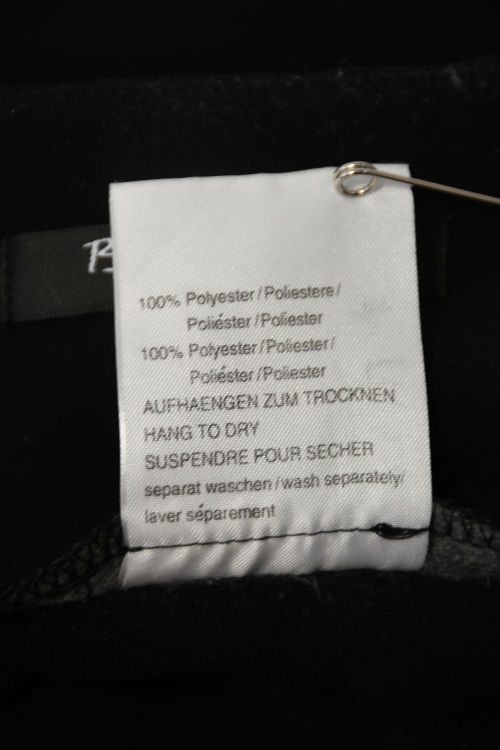 100% Polyester/Poliestere/
Poliéster/Poliester
100% Polyester/Poliester/
Poliéster/Poliester
AUFHAENGEN ZUM TROCKNEN
HANG TO DRY
SUSPENDRE POUR SECHER
separat waschen/wash separately/
laver séparement